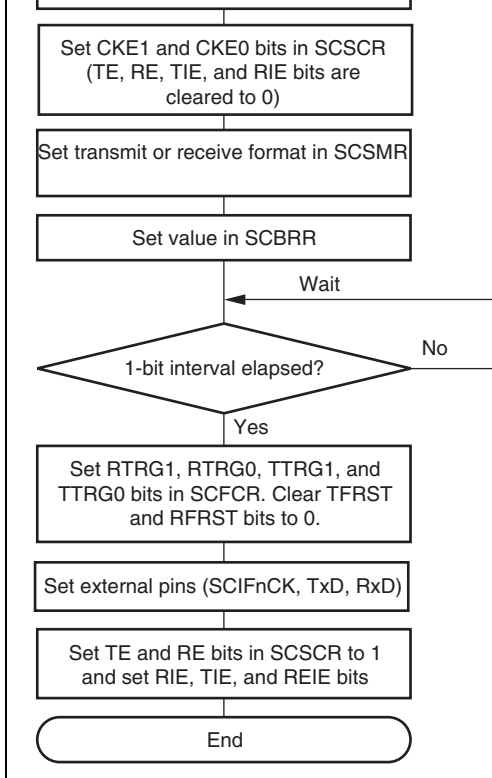 Set CKE1 and CKE0 bits in SCSCR
(TE, RE, TIE, and RIE bits are
cleared to 0)
Set transmit or receive format in SCSMR
Set value in SCBRR
Wait
1-bit interval elapsed?
No
Yes
Set RTRG1, RTRG0, TTRG1, and
TTRG0 bits in SCFCR. Clear TFRST
and RFRST bits to 0.
Set external pins (SCIFnCK, TxD, RxD)
Set TE and RE bits in SCSCR to 1
and set RIE, TIE, and REIE bits
End